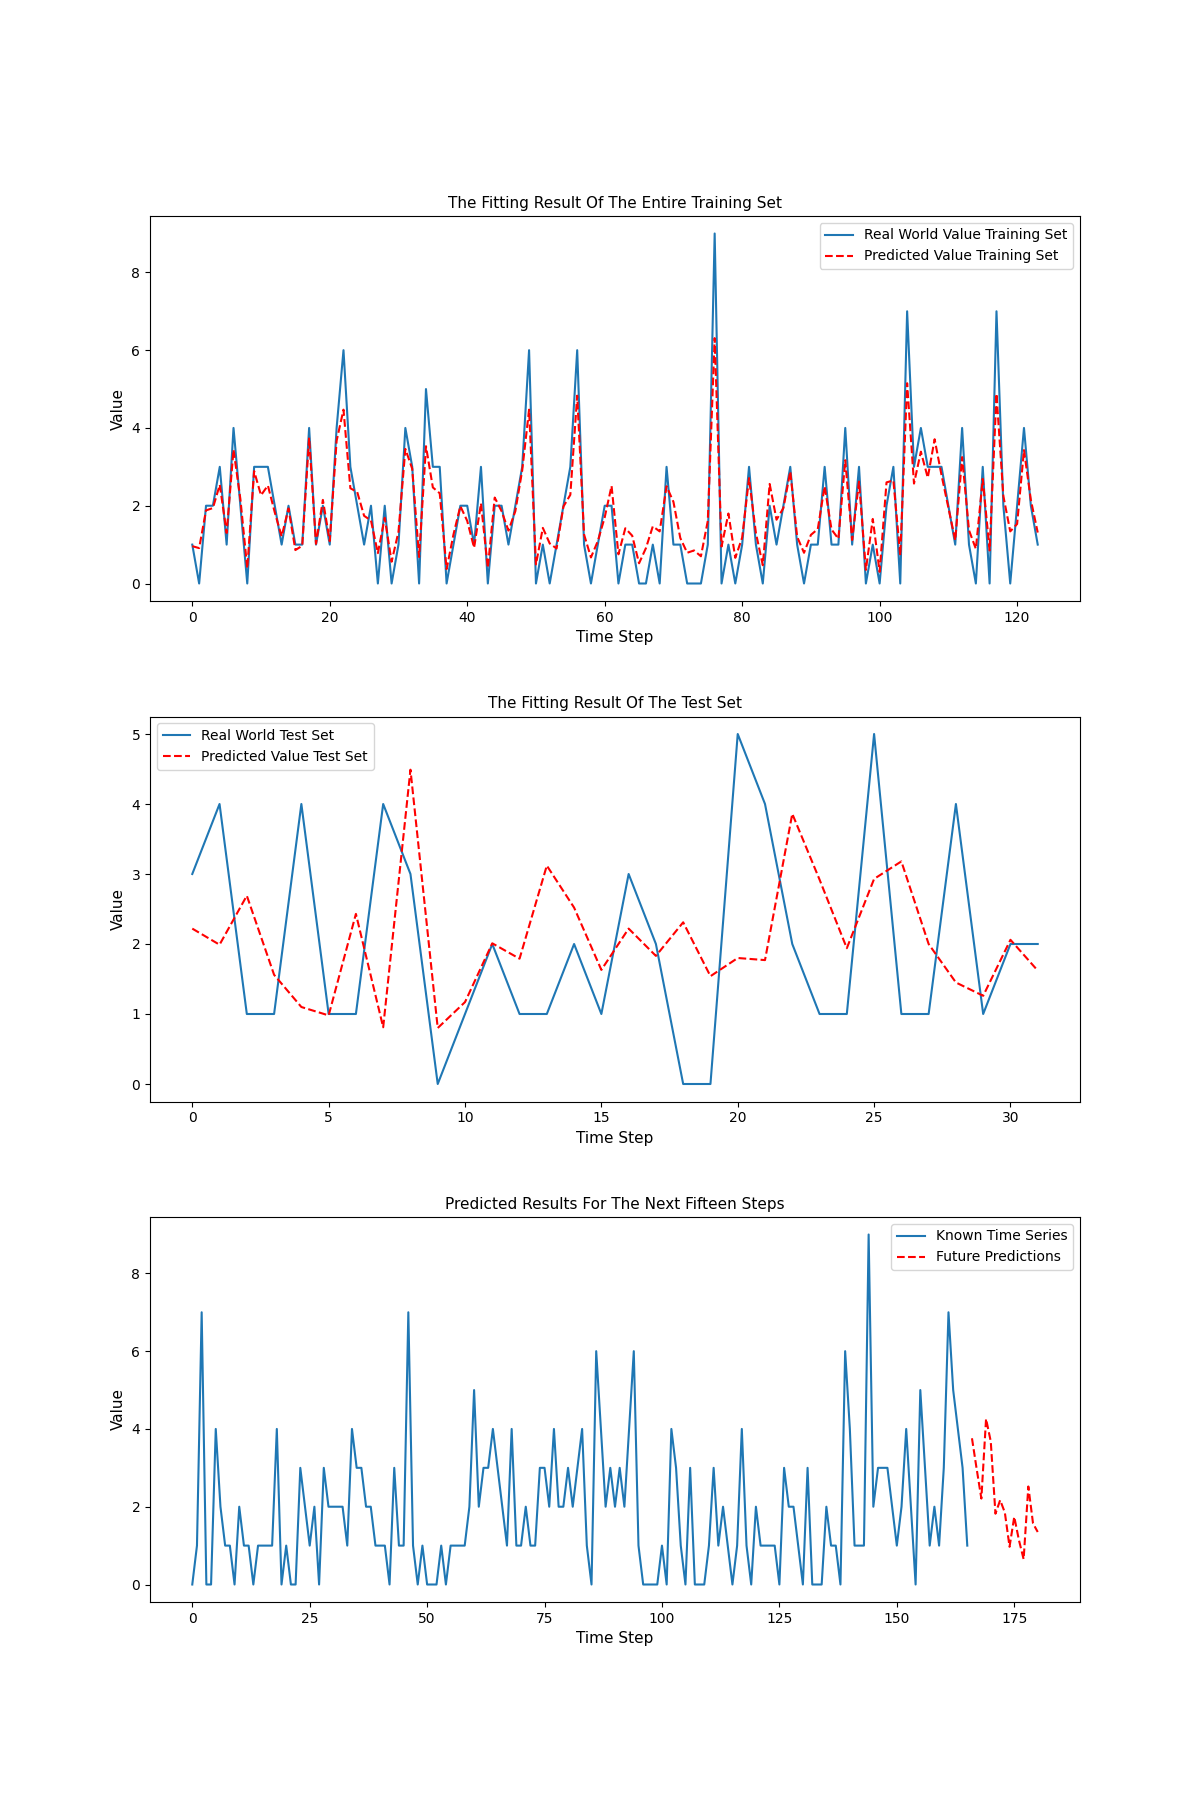 The Fitting Result Of The Entire Training Set
Real World Value Training Set
Predicted Value Training Set
Value
8
6
4
2
0
0 20 40 60 80 100 120
Time Step
The Fitting Result Of The Test Set
Real World Test Set
Predicted Value Test Set
Value
5
4
3
2
1
0
0 5 10 15 20 25 30
Time Step
Predicted Results For The Next Fifteen Steps
Known Time Series
Future Predictions
Value
8
6
4
2
0
0 25 50 75 100 125 150 175
Time Step